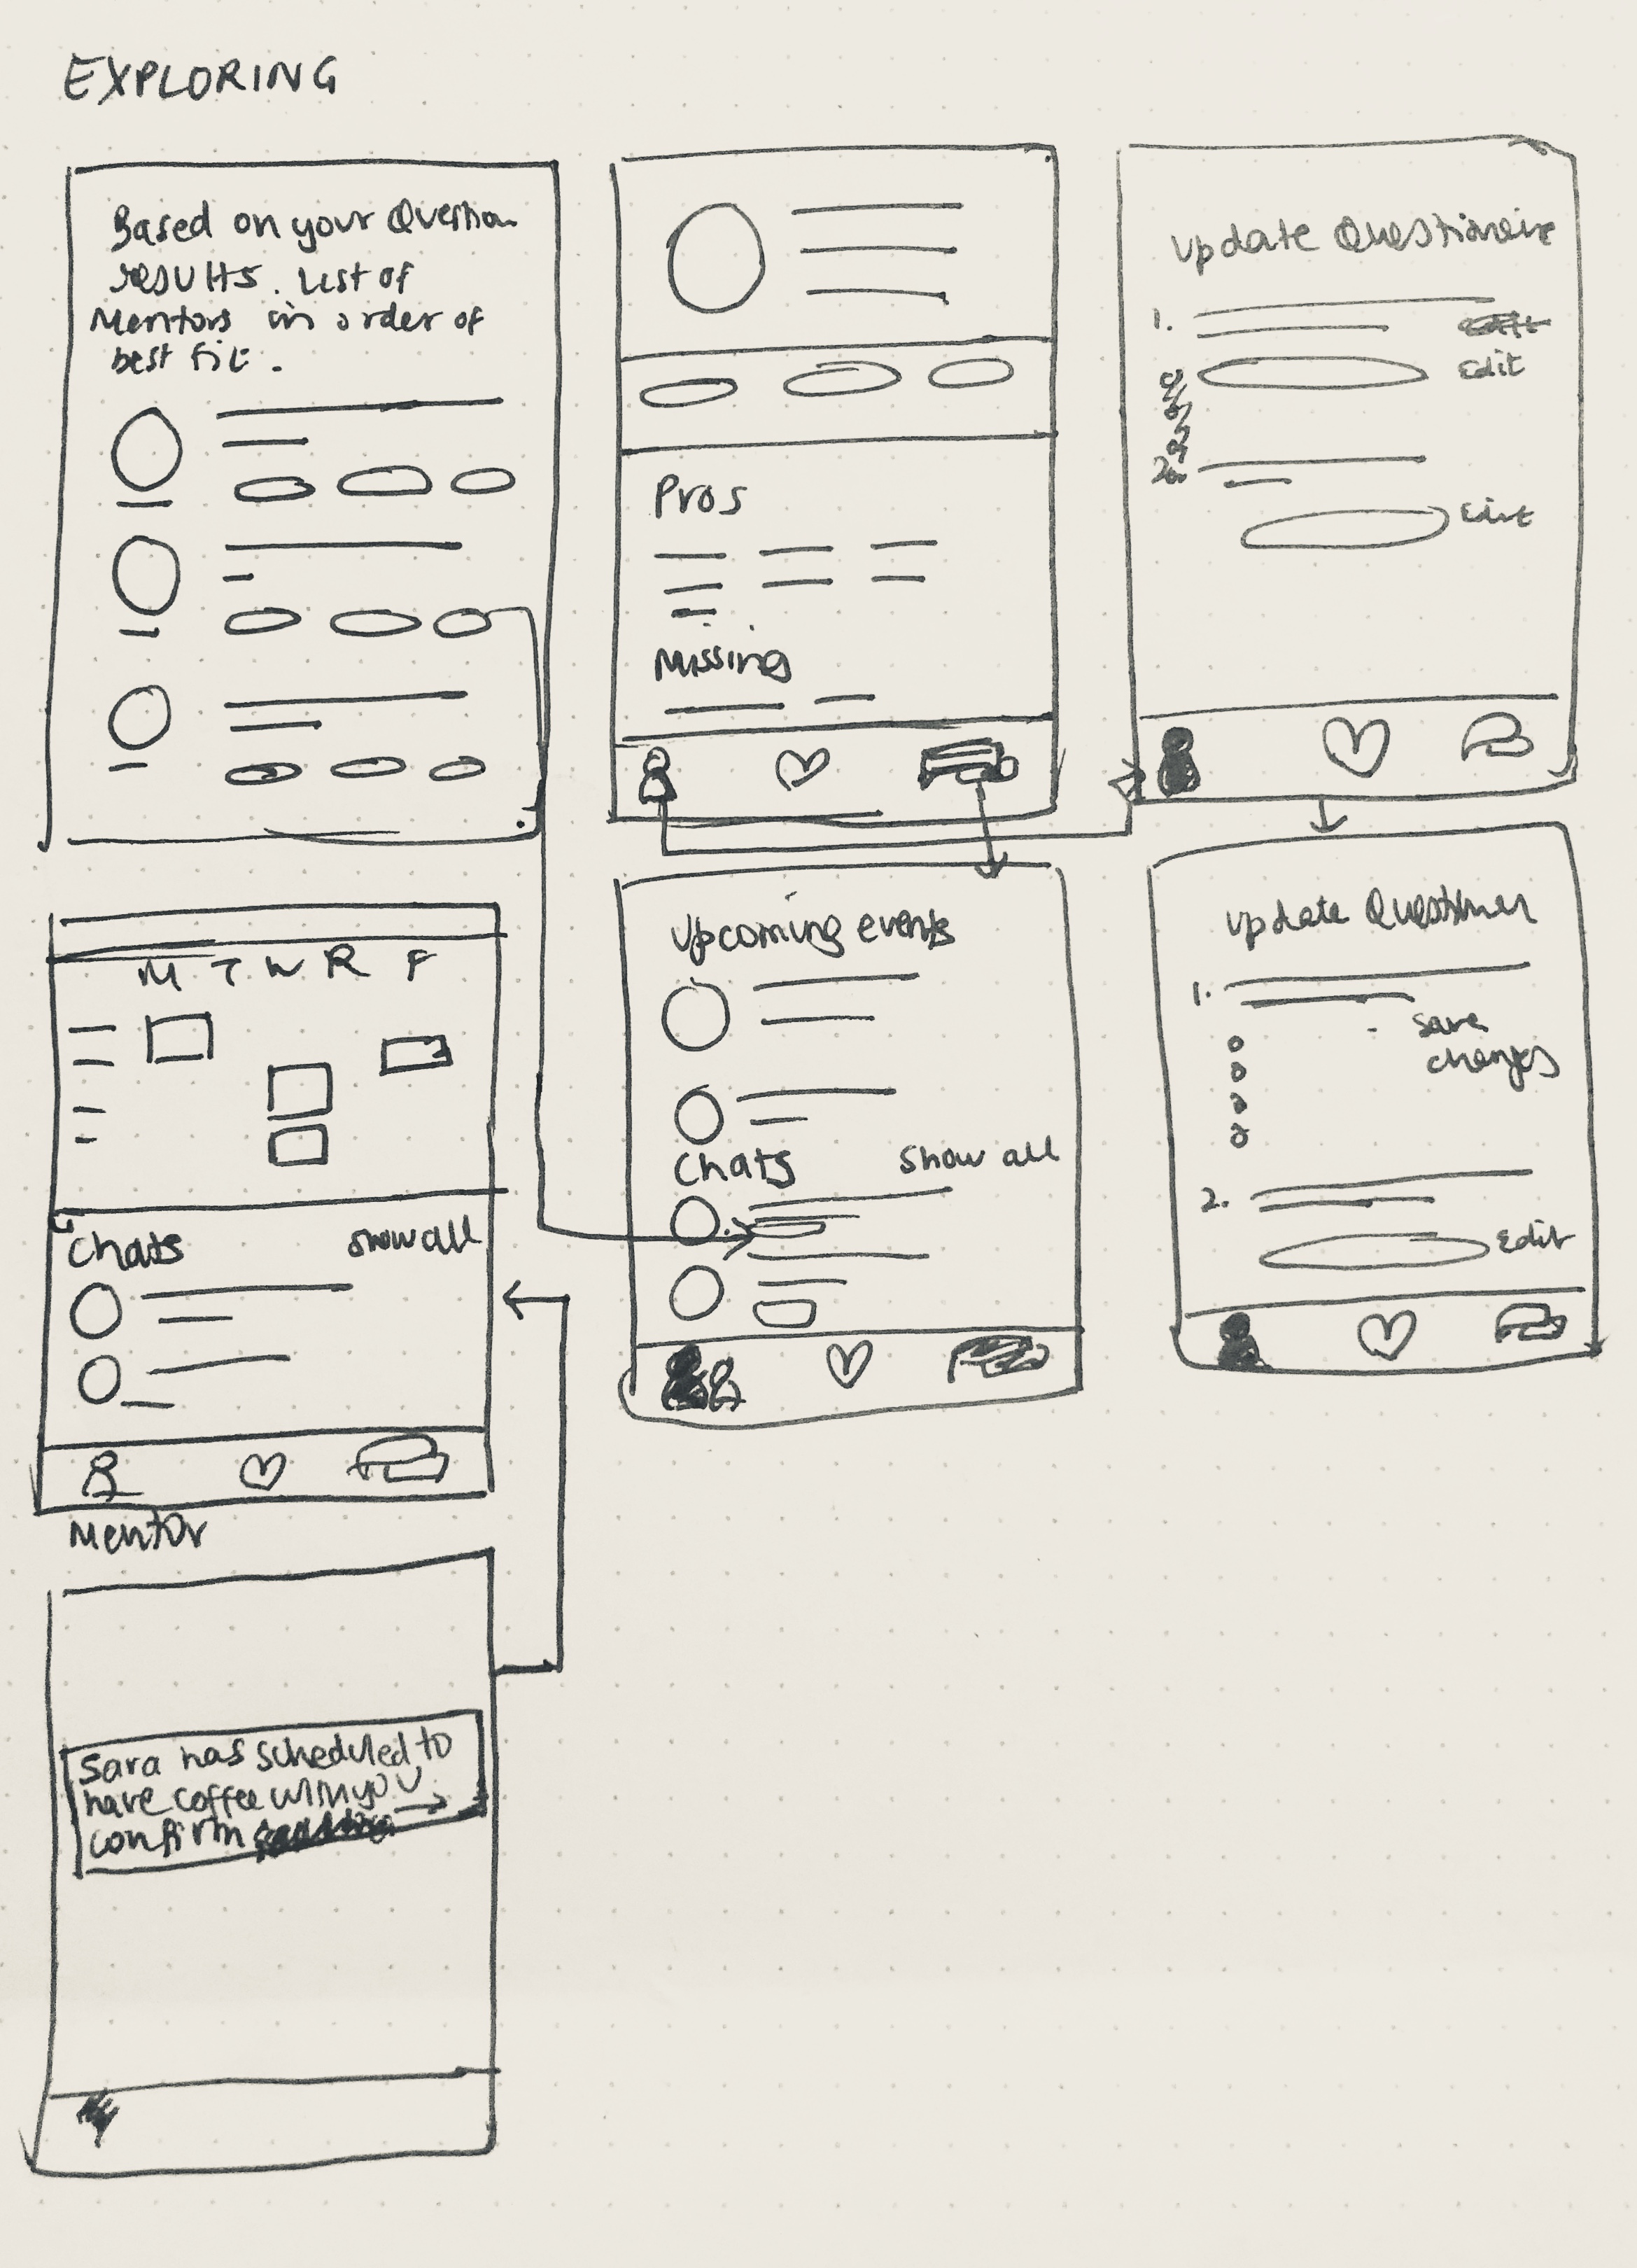 EXPLORING
Based on your Question
results. List of
Mentors in order of
best fit.
Pros
Missing
Update Questionaire
1.
Edit
Edit
M T W R F
Chats
show all
Mentor
Upcoming events
Chats
Show all
Update
1.
save
changes
2.
Edit
Sara has scheduled to
have coffee with you.
confirm